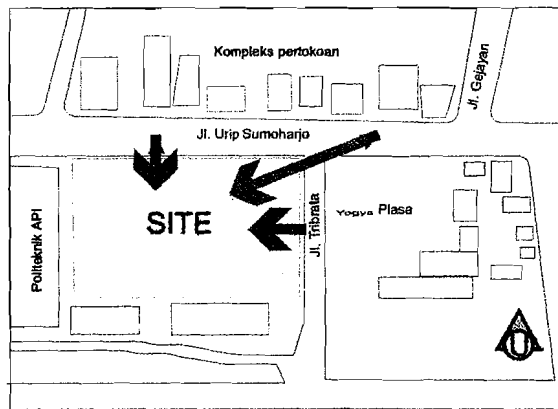 Kompleks pertokoan
Jl. Gejayan
Jl. Urip Sumoharjo
SITE
Politeknik API
Jl. Tribrata
Yogya Plasa
U